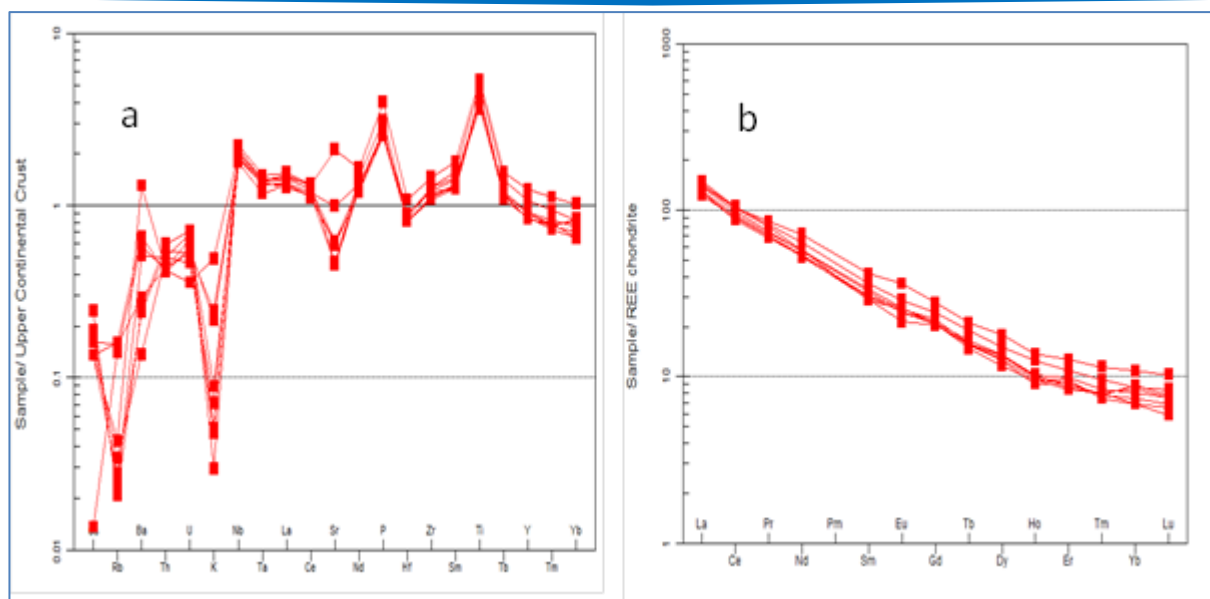 a
Sample/ Upper Continental Crust
10
1
0.1
0.01
Ba U Nb La Sr P Zr Ti Y Yb
Rb Th K Ta Ce Nd Hf Sm Tb Tm
b
Sample/ REE chondrite
1000
100
10
1
La Pr Pm Eu Tb Ho Tm Lu
Ce Nd Sm Gd Dy Er Yb